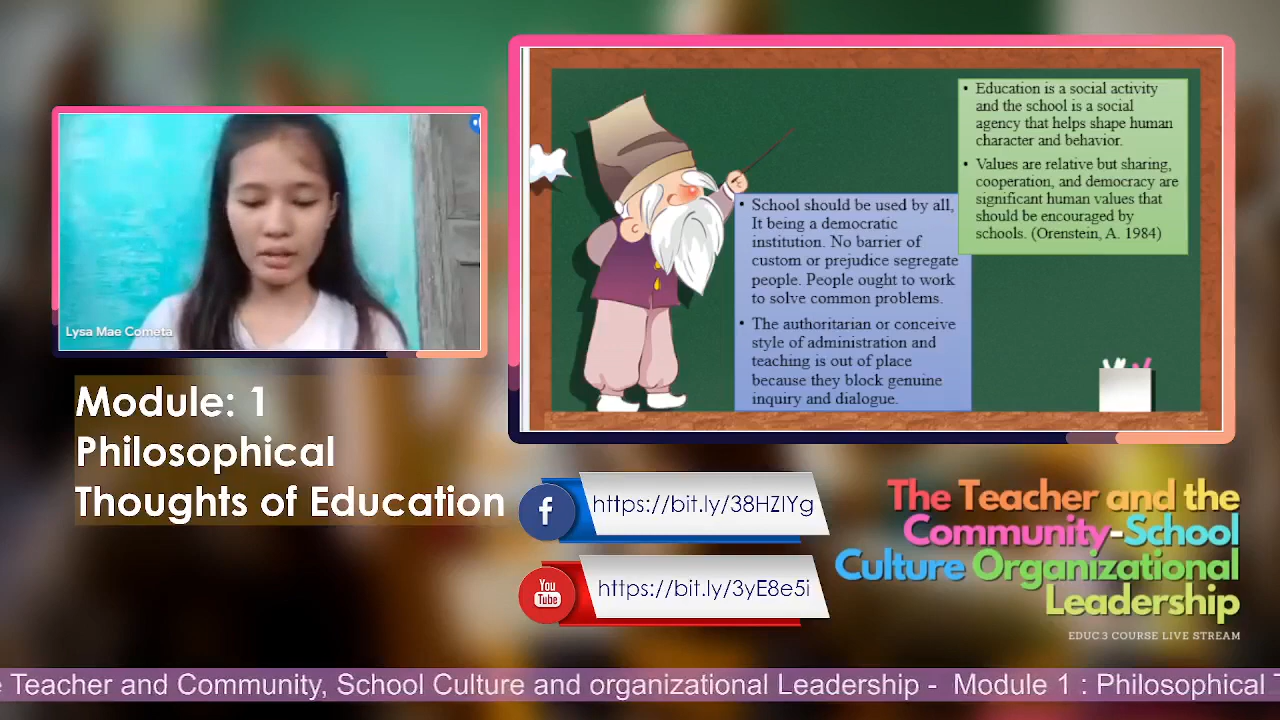 Lysa Mae Cometa
Module: 1
Philosophical
Thoughts of Education
• School should be used by all,
It being a democratic
institution. No barrier of
custom or prejudice segregate
people. People ought to work
to solve common problems.
• The authoritarian or conceive
style of administration and
teaching is out of place
because they block genuine
inquiry and dialogue.
• Education is a social activity
and the school is a social
agency that helps shape human
character and behavior.
• Values are relative but sharing,
cooperation, and democracy are
significant human values that
should be encouraged by
schools. (Orenstein, A. 1984)
f
https://bit.ly/38HZIYg
You
Tube
https://bit.ly/3yE8e5i
The Teacher and the
Community-School
Culture Organizational
Leadership
EDUC 3 COURSE LIVE STREAM
Teacher and Community, School Culture and organizational Leadership - Module 1 : Philosophical